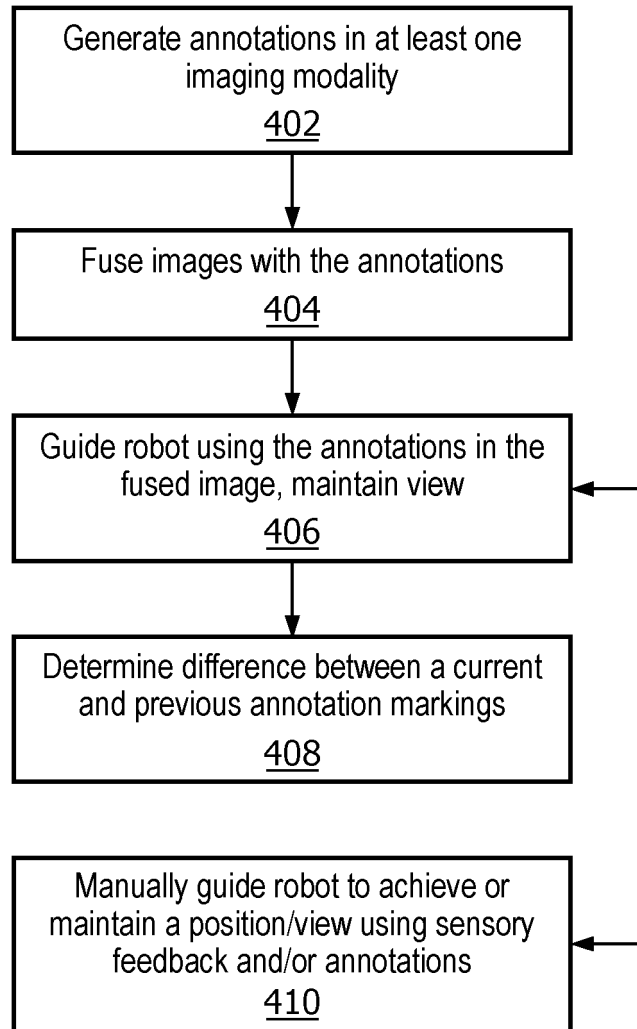 Generate annotations in at least one
imaging modality
402
Fuse images with the annotations
404
Guide robot using the annotations in the
fused image, maintain view
406
Determine difference between a current
and previous annotation markings
408
Manually guide robot to achieve or
maintain a position/view using sensory
feedback and/or annotations
410